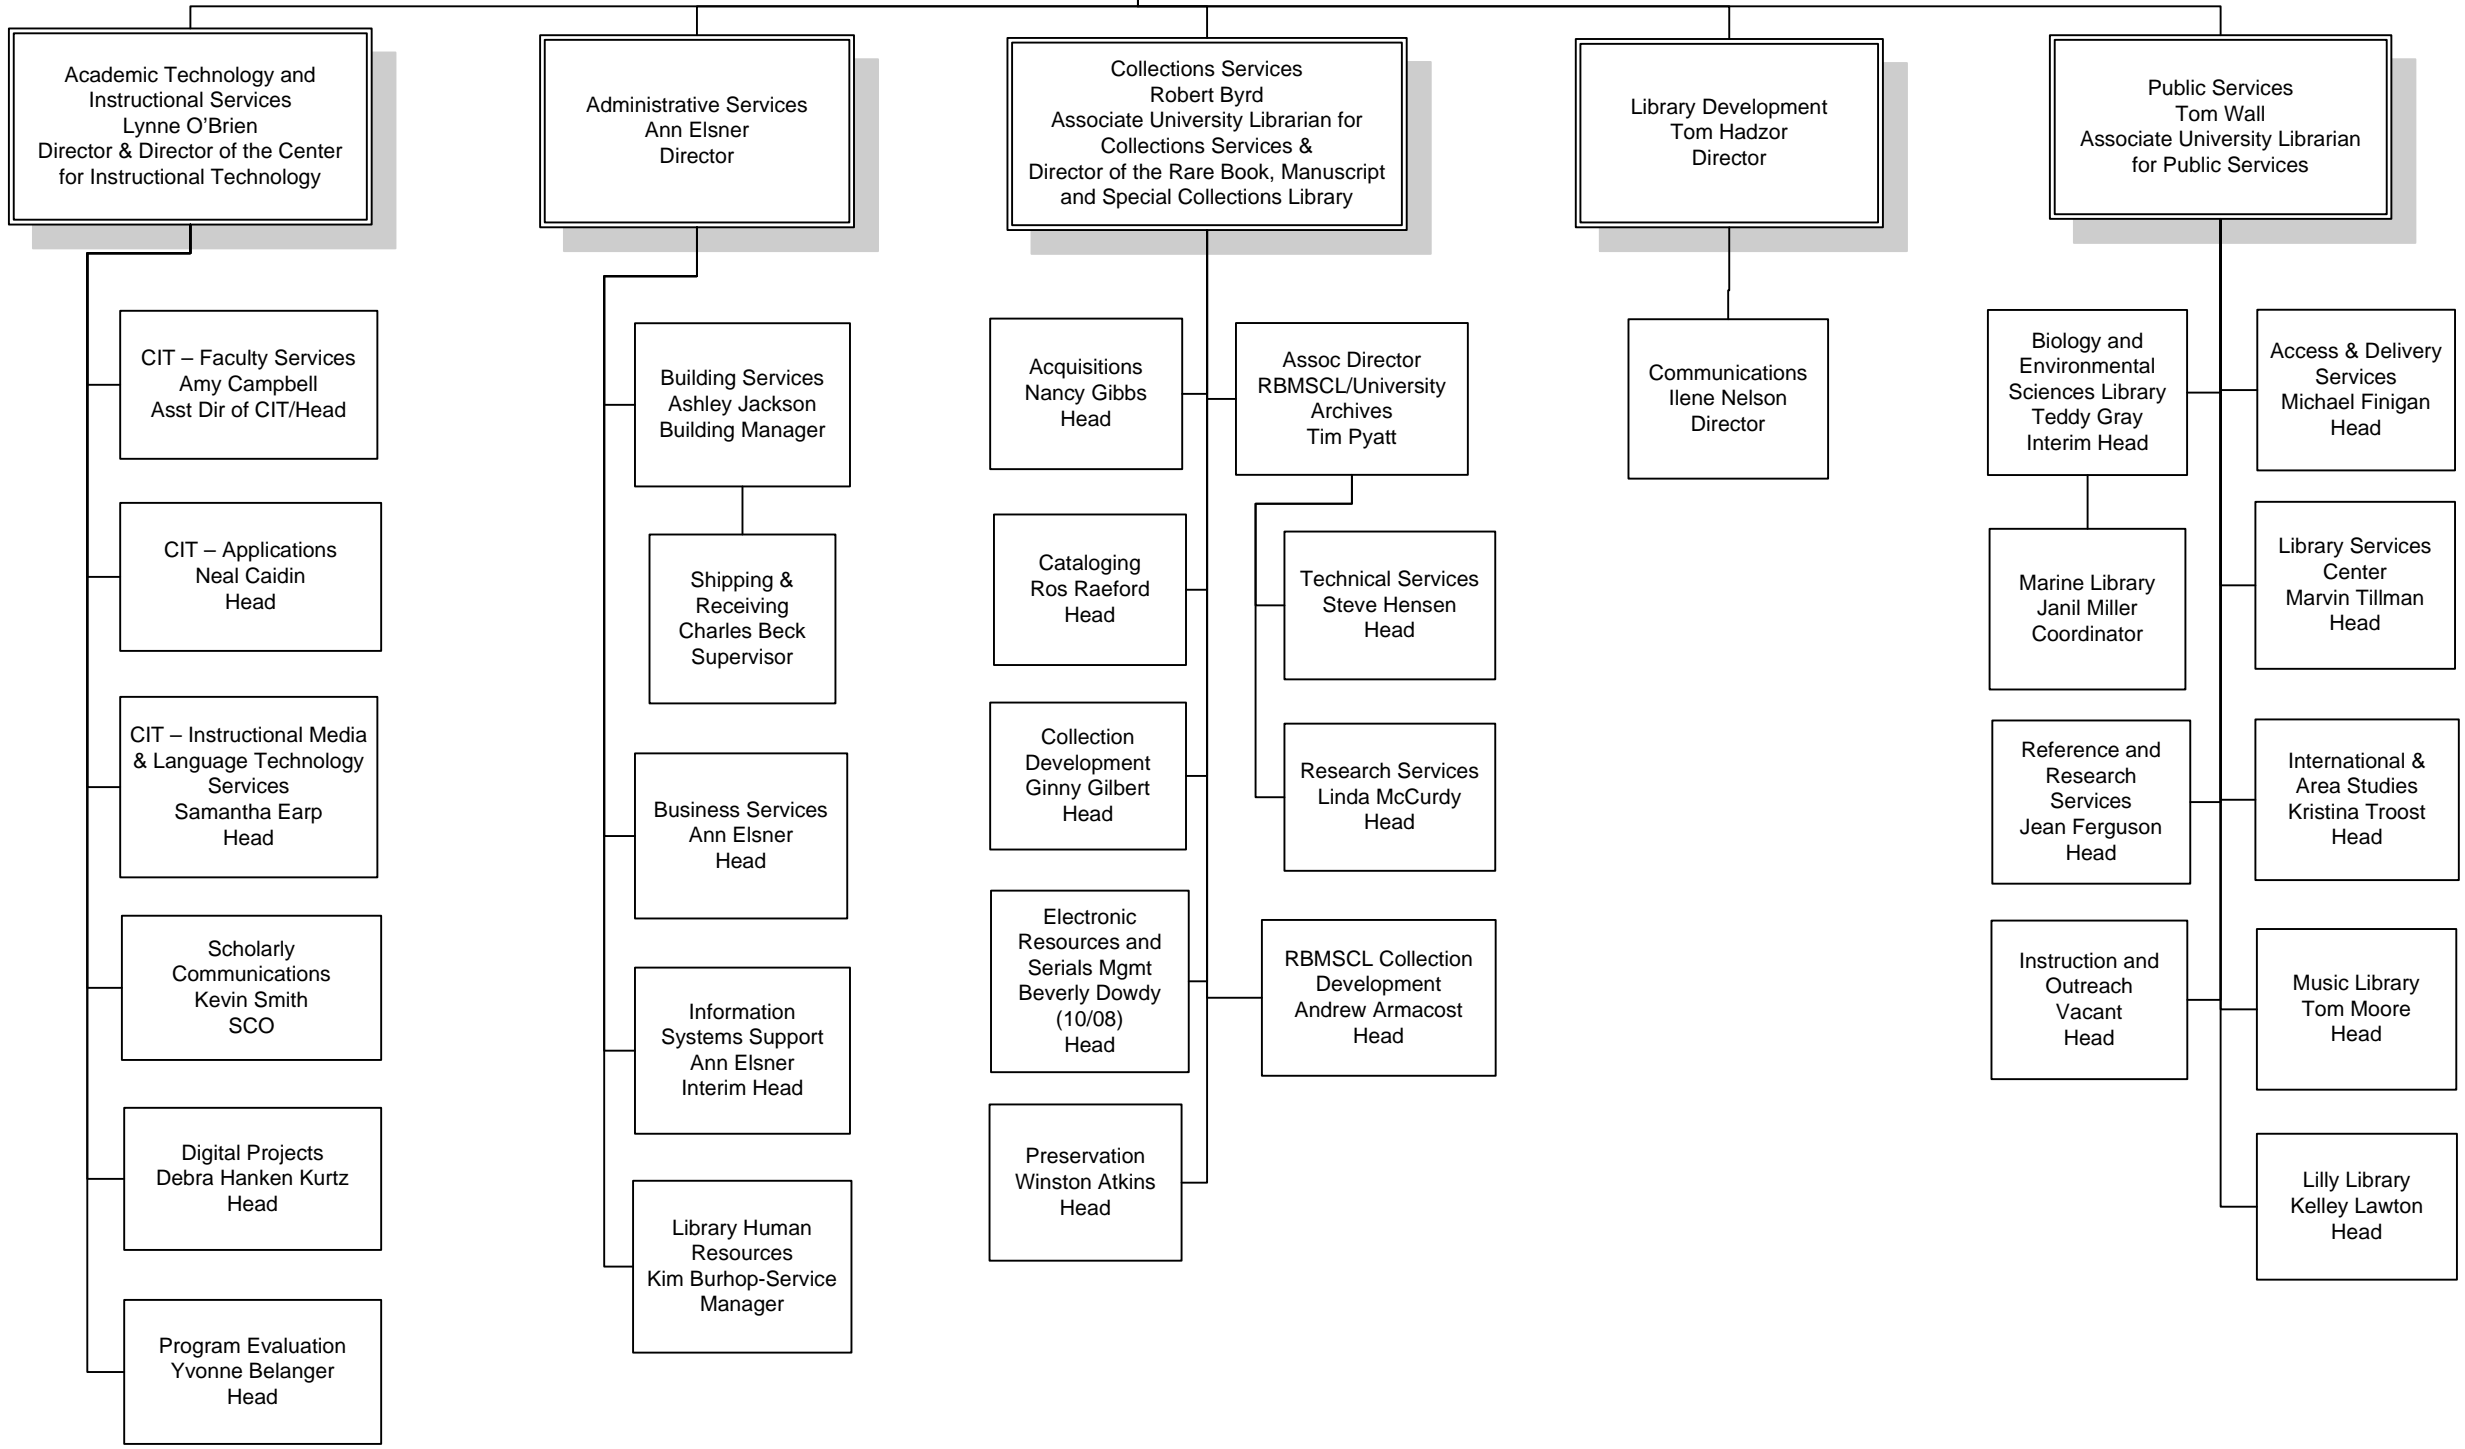 Academic Technology and
Instructional Services
Lynne O’Brien
Director & Director of the Center
for Instructional Technology
Administrative Services
Ann Elsner
Director
Collections Services
Robert Byrd
Associate University Librarian for
Collections Services &
Director of the Rare Book, Manuscript
and Special Collections Library
Library Development
Tom Hadzor
Director
Public Services
Tom Wall
Associate University Librarian
for Public Services
CIT – Faculty Services
Amy Campbell
Asst Dir of CIT/Head
CIT – Applications
Neal Caidin
Head
CIT – Instructional Media
& Language Technology
Services
Samantha Earp
Head
Scholarly
Communications
Kevin Smith
SCO
Digital Projects
Debra Hanken Kurtz
Head
Program Evaluation
Yvonne Belanger
Head
Building Services
Ashley Jackson
Building Manager
Shipping &
Receiving
Charles Beck
Supervisor
Business Services
Ann Elsner
Head
Information
Systems Support
Ann Elsner
Interim Head
Library Human
Resources
Kim Burhop-Service
Manager
Acquisitions
Nancy Gibbs
Head
Cataloging
Ros Raeford
Head
Collection
Development
Ginny Gilbert
Head
Electronic
Resources and
Serials Mgmt
Beverly Dowdy
(10/08)
Head
Preservation
Winston Atkins
Head
Assoc Director
RBMSCL/University
Archives
Tim Pyatt
Technical Services
Steve Hensen
Head
Research Services
Linda McCurdy
Head
RBMSCL Collection
Development
Andrew Armacost
Head
Communications
Ilene Nelson
Director
Biology and
Environmental
Sciences Library
Teddy Gray
Interim Head
Marine Library
Janil Miller
Coordinator
Reference and
Research
Services
Jean Ferguson
Head
Instruction and
Outreach
Vacant
Head
Access & Delivery
Services
Michael Finigan
Head
Library Services
Center
Marvin Tillman
Head
International &
Area Studies
Kristina Troost
Head
Music Library
Tom Moore
Head
Lilly Library
Kelley Lawton
Head